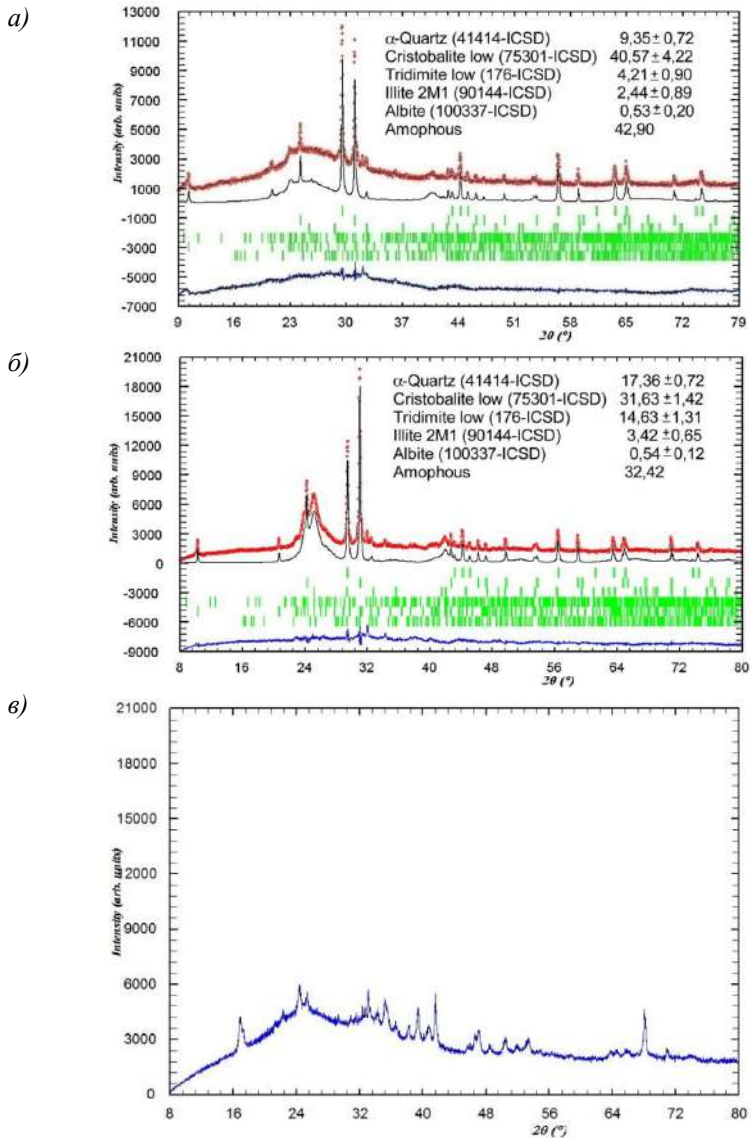 а)
13000
11000
9000
7000
5000
3000
1000
-1000
-3000
-5000
-7000
Intensity (arb. units)
α-Quartz (41414-ICSD) 9,35±0,72
Cristobalite low (75301-ICSD) 40,57±4,22
Tridimite low (176-ICSD) 4,21±0,90
Illite 2M1 (90144-ICSD) 2,44±0,89
Albite (100337-ICSD) 0,53±0,20
Amophous 42,90
9 16 23 30 37 44 51 58 65 72 79
2θ (°)
б)
21000
18000
15000
12000
9000
6000
3000
0
-3000
-6000
-9000
Intensity (arb. units)
α-Quartz (41414-ICSD) 17,36±0,72
Cristobalite low (75301-ICSD) 31,63±1,42
Tridimite low (176-ICSD) 14,63±1,31
Illite 2M1 (90144-ICSD) 3,42±0,65
Albite (100337-ICSD) 0,54±0,12
Amophous 32,42
8 16 24 32 40 48 56 64 72 80
2θ (°)
в)
21000
18000
15000
12000
9000
6000
3000
0
Intensity (arb. units)
8 16 24 32 40 48 56 64 72 80
2θ (°)